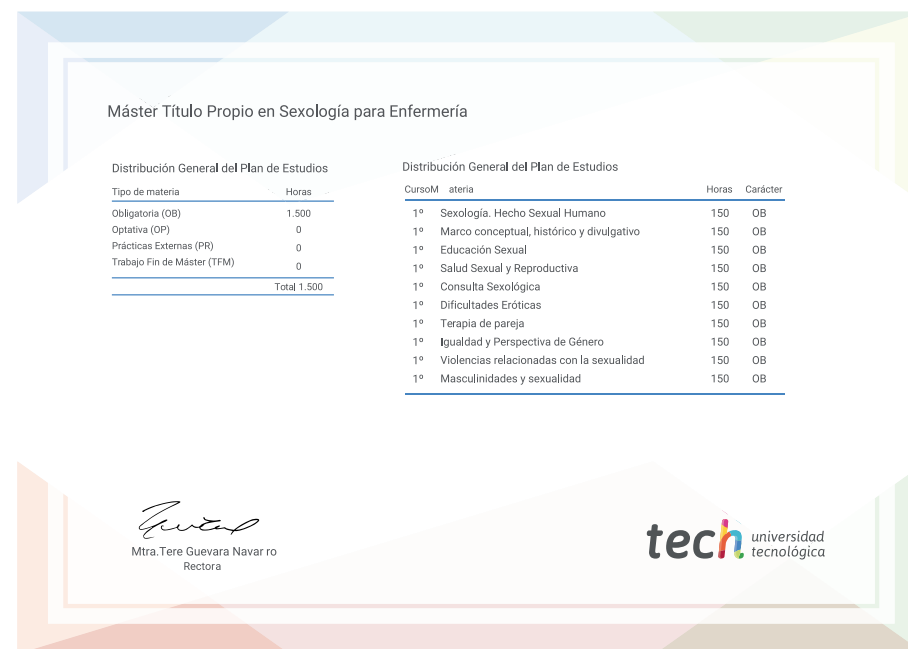 Máster Título Propio en Sexología para Enfermería
Distribución General del Plan de Estudios
Tipo de materia Horas
Obligatoria (OB) 1.500
Optativa (OP) 0
Prácticas Externas (PR) 0
Trabajo Fin de Máster (TFM) 0
Total 1.500
Distribución General del Plan de Estudios
CursoM ateria Horas Carácter
1º Sexología. Hecho Sexual Humano 150 OB
1º Marco conceptual, histórico y divulgativo 150 OB
1º Educación Sexual 150 OB
1º Salud Sexual y Reproductiva 150 OB
1º Consulta Sexológica 150 OB
1º Dificultades Eróticas 150 OB
1º Terapia de pareja 150 OB
1º Igualdad y Perspectiva de Género 150 OB
1º Violencias relacionadas con la sexualidad 150 OB
1º Masculinidades y sexualidad 150 OB
Mtra.Tere Guevara Navar ro
Rectora
tech universidad
tecnológica